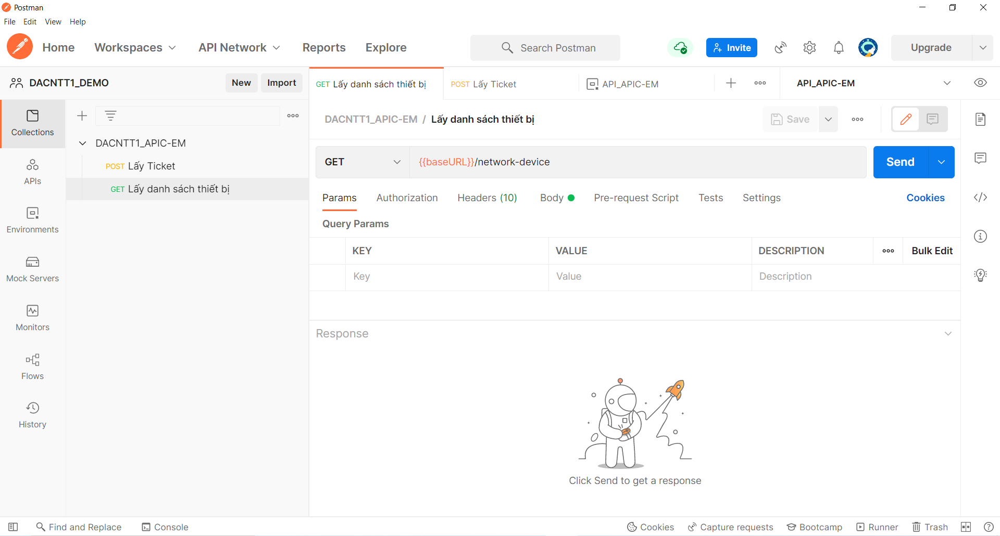 Postman
File Edit View Help
Home Workspaces API Network Reports Explore Search Postman Invite Upgrade
DACNTT1_DEMO New Import
GET Lấy danh sách thiết bị POST Lấy Ticket API_APIC-EM API_APIC-EM
Collections
APIs
Environments
Mock Servers
Monitors
Flows
History
DACNTT1_APIC-EM
POST Lấy Ticket
GET Lấy danh sách thiết bị
DACNTT1_APIC-EM / Lấy danh sách thiết bị Save
GET {{baseURL}}/network-device Send
Params Authorization Headers (10) Body Pre-request Script Tests Settings Cookies
Query Params
KEY VALUE DESCRIPTION Bulk Edit
Key Value Description
Response
Click Send to get a response
Find and Replace Console Cookies Capture requests Bootcamp Runner Trash